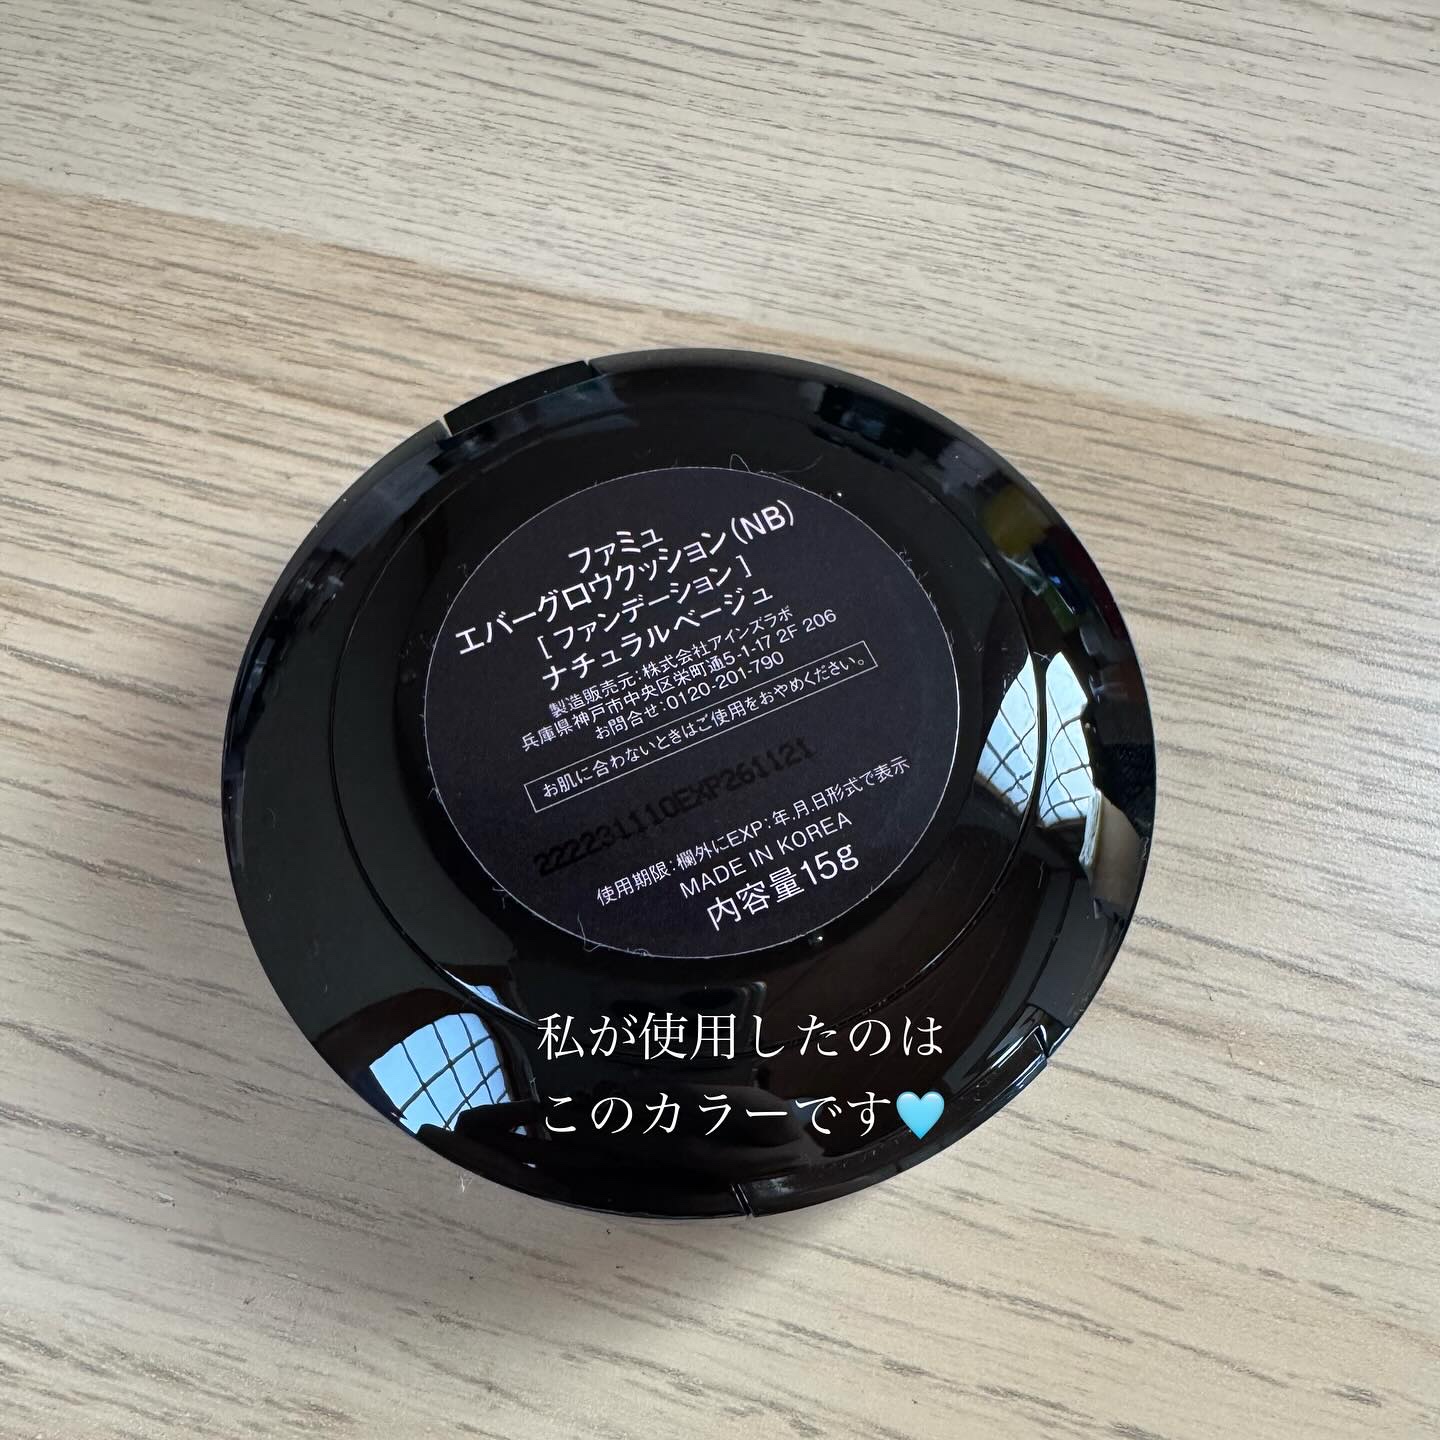 ファミュ
エバーグロウクッション(NB)
[ファンデーション]
ナチュラルベージュ
製造販売元:株式会社アインズラボ
兵庫県神戸市中央区栄町通5-1-17 2F 206
お問合せ:0120-201-790
お肌に合わないときはご使用をおやめください。
222231110EXP261121
使用期限:欄外にEXP:年.月.日形式で表示
MADE IN KOREA
内容量15g
私が使用したのは
このカラーです🩵